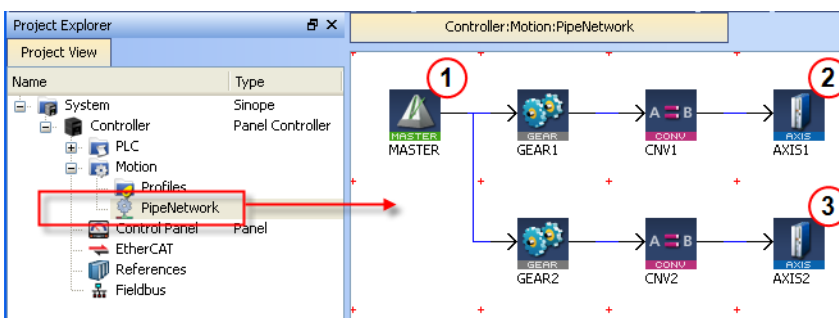 Project Explorer
Project View
Name Type
System Sinope
Controller Panel Controller
PLC
Motion
Profiles
PipeNetwork
Control Panel Panel
EtherCAT
References
Fieldbus
Controller:Motion:PipeNetwork
1
2
MASTER GEAR A B CONV AXIS
MASTER GEAR1 CNV1 AXIS1
3
GEAR A B CONV AXIS
GEAR2 CNV2 AXIS2